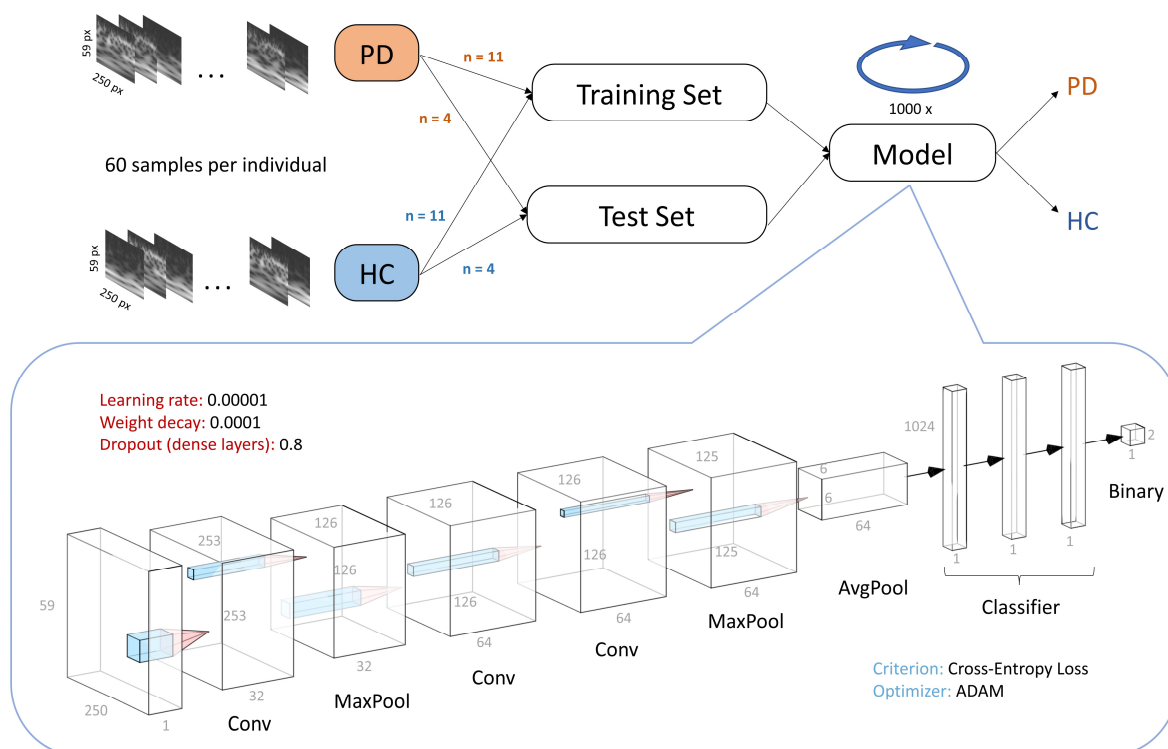 59 px
250 px
...
PD
n = 11
n = 4
Training Set
1000 x
Model
PD
HC
60 samples per individual
59 px
250 px
...
HC
n = 11
n = 4
Test Set
Learning rate: 0.00001
Weight decay: 0.0001
Dropout (dense layers): 0.8
59
250
1
253
253
32
Conv
126
126
32
MaxPool
126
126
64
Conv
126
126
64
Conv
125
125
64
MaxPool
6
6
64
AvgPool
1024
1
1
1
Classifier
2
1
Binary
Criterion: Cross-Entropy Loss
Optimizer: ADAM